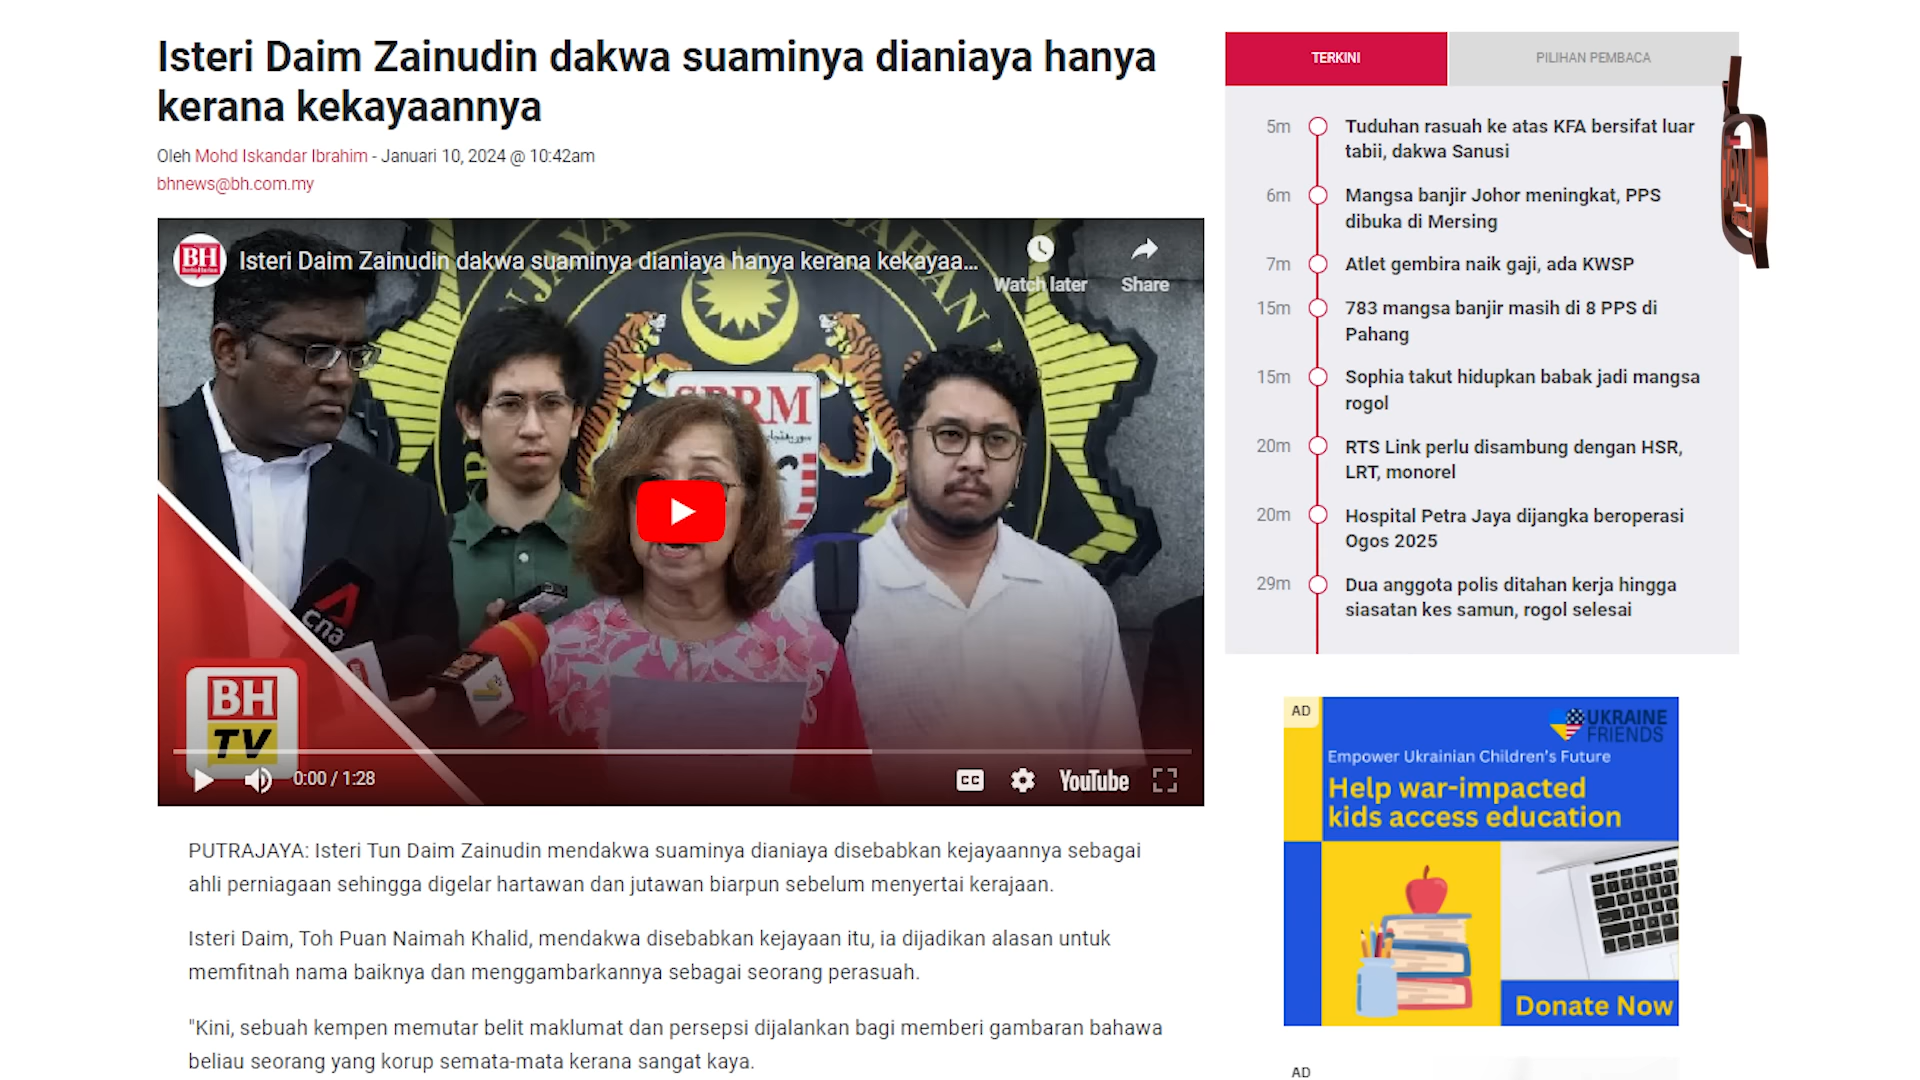 Isteri Daim Zainudin dakwa suaminya dianiaya hanya
kerana kekayaannya
Oleh Mohd Iskandar Ibrahim - Januari 10, 2024 @ 10:42am
bhnews@bh.com.my
BH
Isteri Daim Zainudin dakwa suaminya dianiaya hanya kerana kekayaa...
Watch later
Share
SPRM
cna
BH
TV
0:00 / 1:28
CC
YouTube
PUTRAJAYA: Isteri Tun Daim Zainudin mendakwa suaminya dianiaya disebabkan kejayaannya sebagai
ahli perniagaan sehingga digelar hartawan dan jutawan biarpun sebelum menyertai kerajaan.
Isteri Daim, Toh Puan Naimah Khalid, mendakwa disebabkan kejayaan itu, ia dijadikan alasan untuk
memfitnah nama baiknya dan menggambarkannya sebagai seorang perasuah.
"Kini, sebuah kempen memutar belit maklumat dan persepsi dijalankan bagi memberi gambaran bahawa
beliau seorang yang korup semata-mata kerana sangat kaya.
TERKINI
PILIHAN PEMBACA
5m
Tuduhan rasuah ke atas KFA bersifat luar
tabii, dakwa Sanusi
6m
Mangsa banjir Johor meningkat, PPS
dibuka di Mersing
7m
Atlet gembira naik gaji, ada KWSP
15m
783 mangsa banjir masih di 8 PPS di
Pahang
15m
Sophia takut hidupkan babak jadi mangsa
rogol
20m
RTS Link perlu disambung dengan HSR,
LRT, monorel
20m
Hospital Petra Jaya dijangka beroperasi
Ogos 2025
29m
Dua anggota polis ditahan kerja hingga
siasatan kes samun, rogol selesai
AD
UKRAINE
FRIENDS
Empower Ukrainian Children's Future
Help war-impacted
kids access education
Donate Now
AD